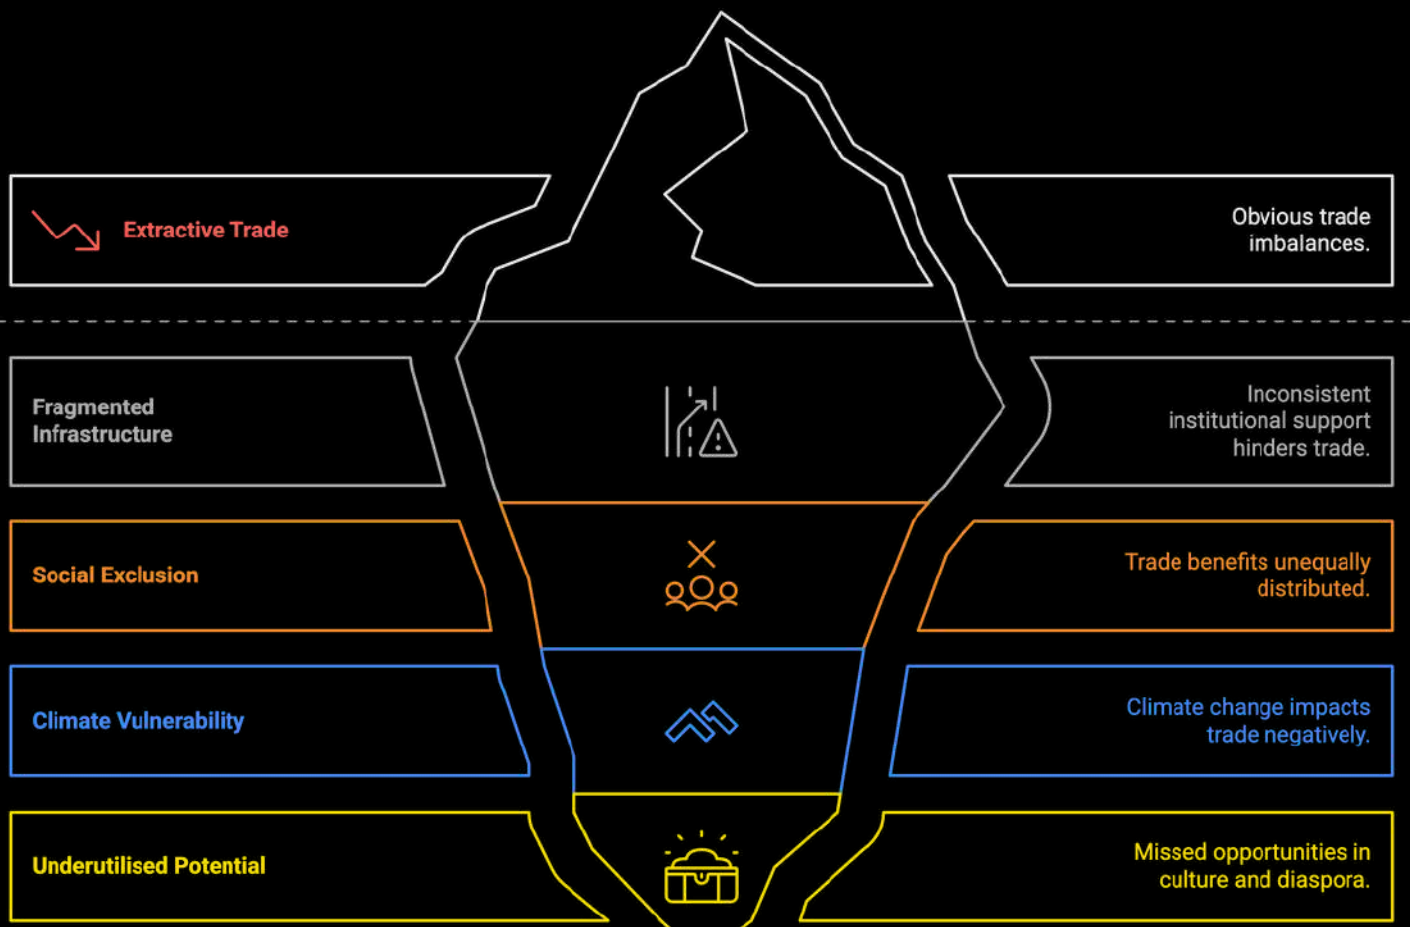 Extractive Trade
Obvious trade
imbalances.
Fragmented
Infrastructure
Inconsistent
institutional support
hinders trade.
Social Exclusion
Trade benefits unequally
distributed.
Climate Vulnerability
Climate change impacts
trade negatively.
Underutilised Potential
Missed opportunities in
culture and diaspora.